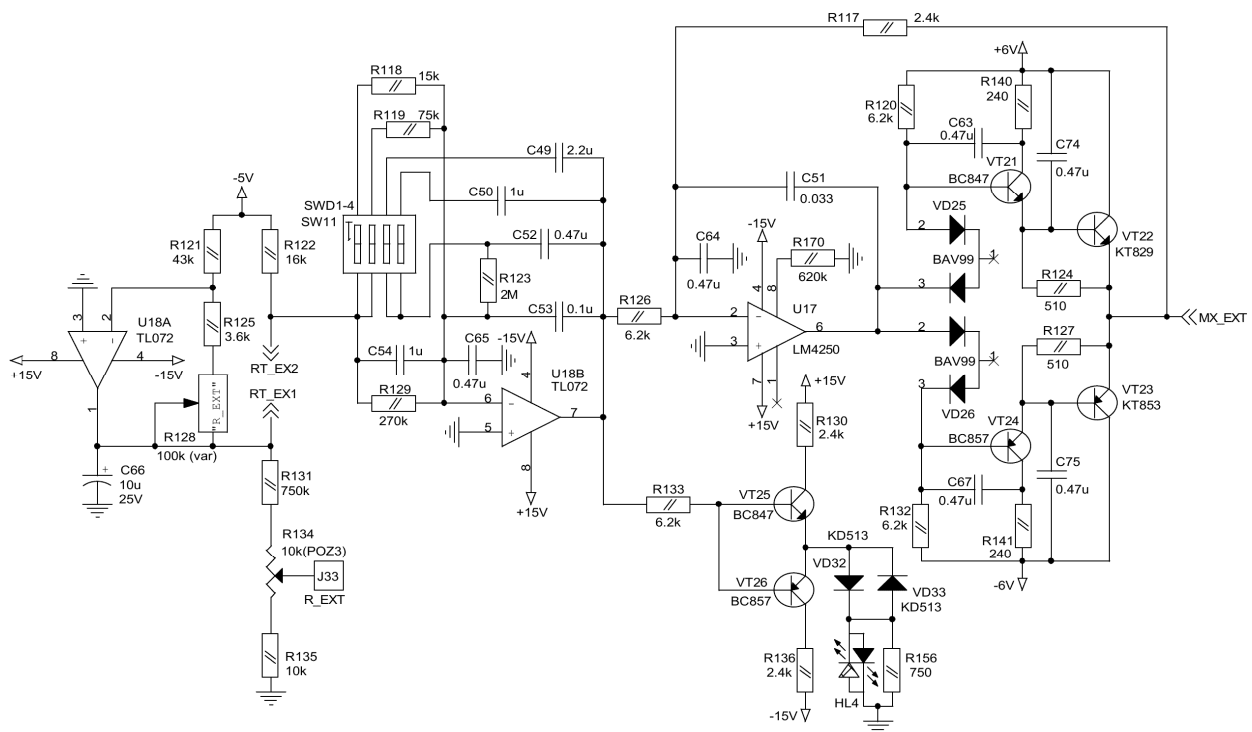 R117 2.4k
+6V
R118 15k
R119 75k
R120 6.2k
R140 240
C63 0.47u
C74 0.47u
VT21 BC847
C49 2.2u
C50 1u
C51 0.033
-5V
SWD1-4
SW11
R121 43k
R122 16k
C52 0.47u
C64 0.47u
-15V
R170 620k
VD25
2
BAV99
1
3
VT22 KT829
R123 2M
R124 510
3 2
U18A TL072
R125 3.6k
C53 0.1u
R126 6.2k
4 8
U17
2
3
6
LM4250
7 1
+15V
2
BAV99
1
3
VD26
R127 510
MX_EXT
8 4
+15V
-15V
1
RT_EX2
RT_EX1
C54 1u
C65 0.47u
-15V
4
U18B TL072
R129 270k
6
5
7
8
+15V
"R_EXT"
R128
100k (var)
+15V
R130 2.4k
VT24 BC857
VT23 KT853
C66
+
10u
25V
R131 750k
C67 0.47u
C75 0.47u
R132 6.2k
R141 240
-6V
R133 6.2k
VT25 BC847
R134
10k(POZ3)
J33
R_EXT
VT26 BC857
KD513
VD32
VD33
KD513
R135 10k
R136 2.4k
-15V
HL4
R156 750